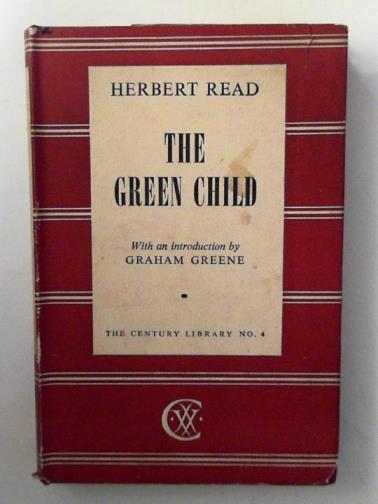 HERBERT READ
THE
GREEN CHILD
With an introduction by
GRAHAM GREENE
THE CENTURY LIBRARY NO. 4